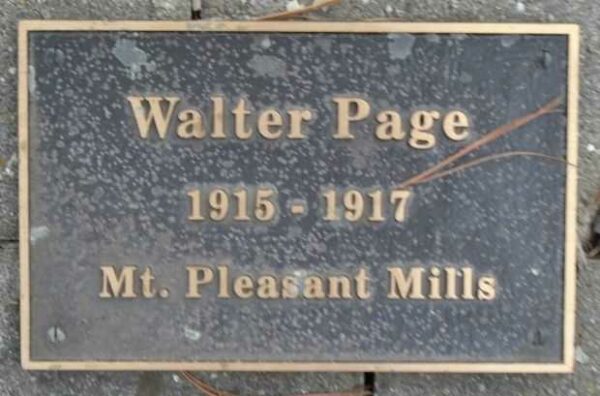 Walter Page
1915 - 1917
Mt. Pleasant Mills